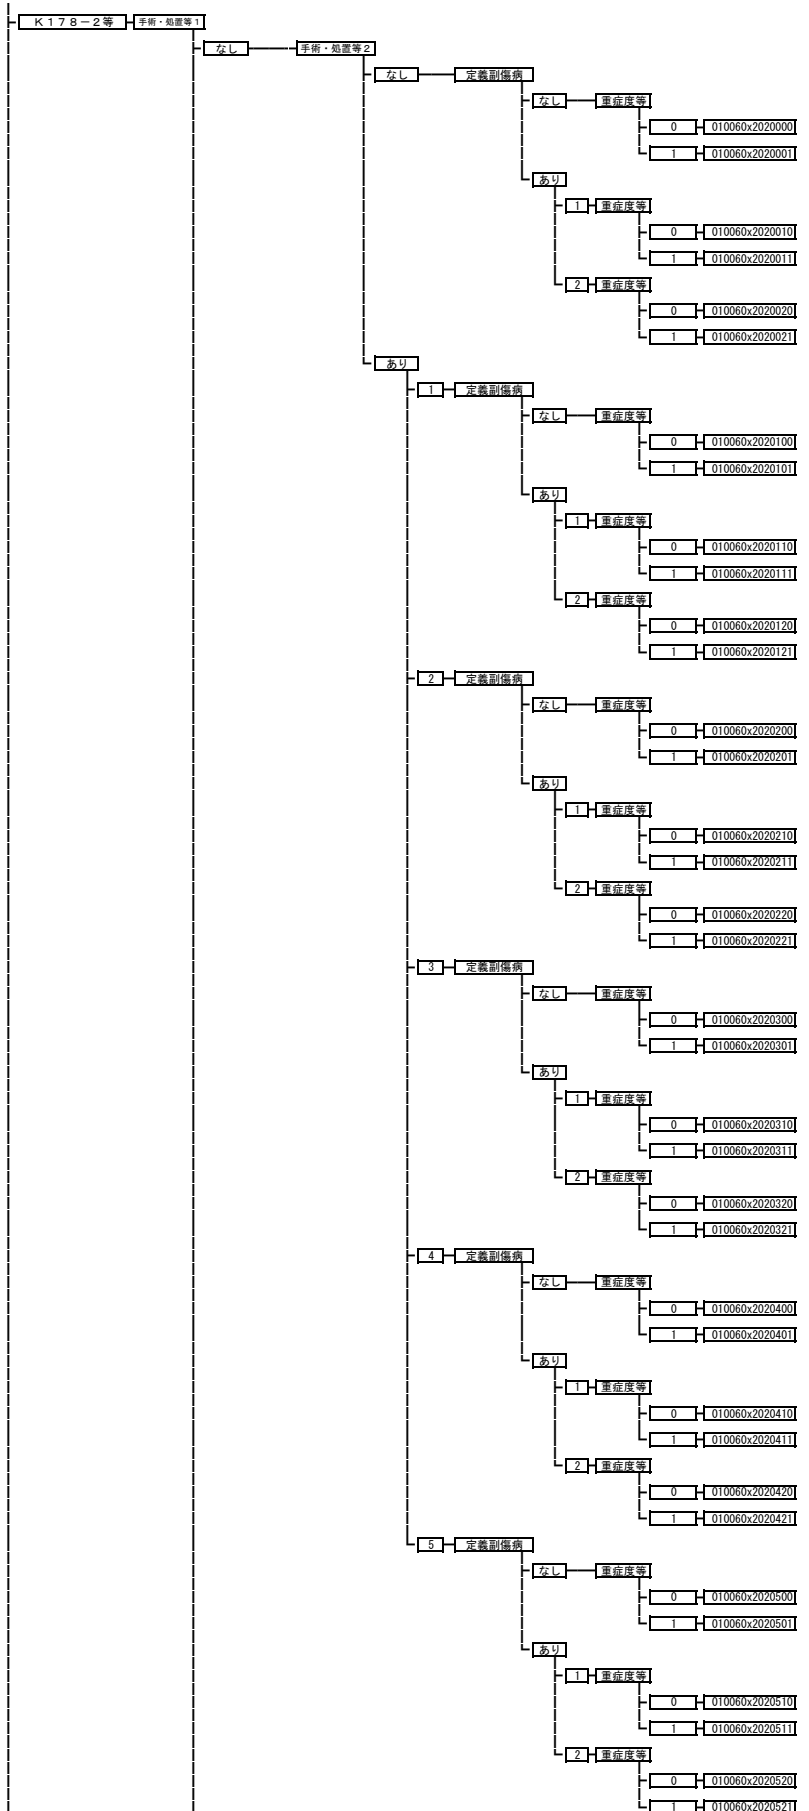 K178-2等 手術・処置等1
なし 手術・処置等2
なし 定義副傷病
なし 重症度等
0 010060x2020000
1 010060x2020001
あり
1 重症度等
0 010060x2020010
1 010060x2020011
2 重症度等
0 010060x2020020
1 010060x2020021
あり
1 定義副傷病
なし 重症度等
0 010060x2020100
1 010060x2020101
あり
1 重症度等
0 010060x2020110
1 010060x2020111
2 重症度等
0 010060x2020120
1 010060x2020121
2 定義副傷病
なし 重症度等
0 010060x2020200
1 010060x2020201
あり
1 重症度等
0 010060x2020210
1 010060x2020211
2 重症度等
0 010060x2020220
1 010060x2020221
3 定義副傷病
なし 重症度等
0 010060x2020300
1 010060x2020301
あり
1 重症度等
0 010060x2020310
1 010060x2020311
2 重症度等
0 010060x2020320
1 010060x2020321
4 定義副傷病
なし 重症度等
0 010060x2020400
1 010060x2020401
あり
1 重症度等
0 010060x2020410
1 010060x2020411
2 重症度等
0 010060x2020420
1 010060x2020421
5 定義副傷病
なし 重症度等
0 010060x2020500
1 010060x2020501
あり
1 重症度等
0 010060x2020510
1 010060x2020511
2 重症度等
0 010060x2020520
1 010060x2020521